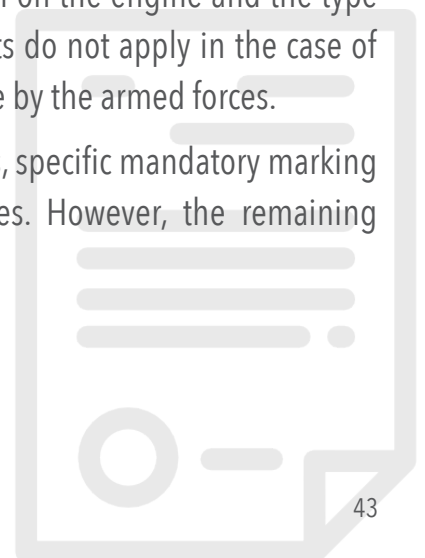 on the engine and the type
s do not apply in the case of
e by the armed forces.
, specific mandatory marking
es. However, the remaining
43